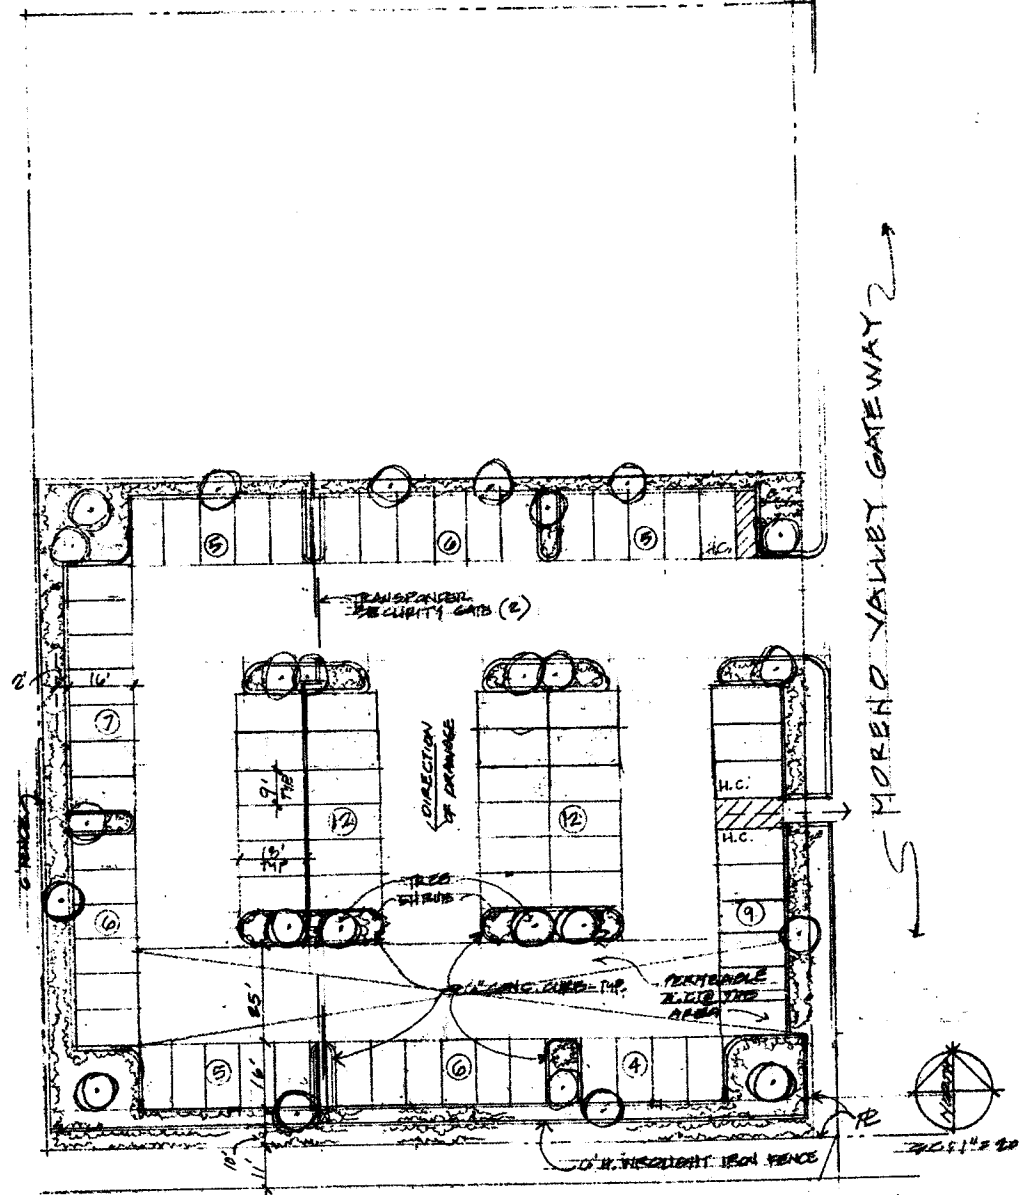 5
6
5
H.C.
TRANSPONDER
SECURITY GATE (2)
2'
16'
7
9'
TYP
18'
TYP
12
DIRECTION
OF DRAINAGE
12
H.C.
H.C.
TREE
SHRUB
6
9
6" CONC. CURB-TYP.
PERMEABLE
AREA
25'
16'
5
6
4
10'
11'
WROUGHT IRON FENCE
MORENO VALLEY GATEWAY
NORTH